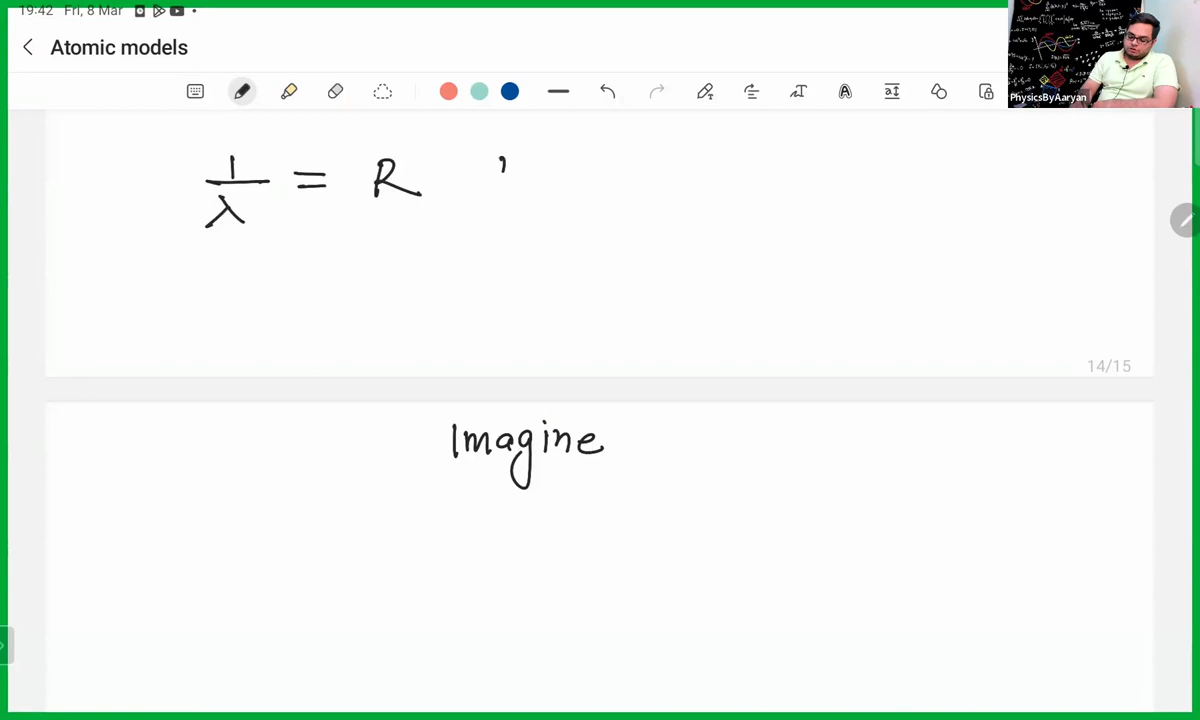 19:42 Fri, 8 Mar
Atomic models
PhysicsByAaryan
1/λ = R '
14/15
Imagine